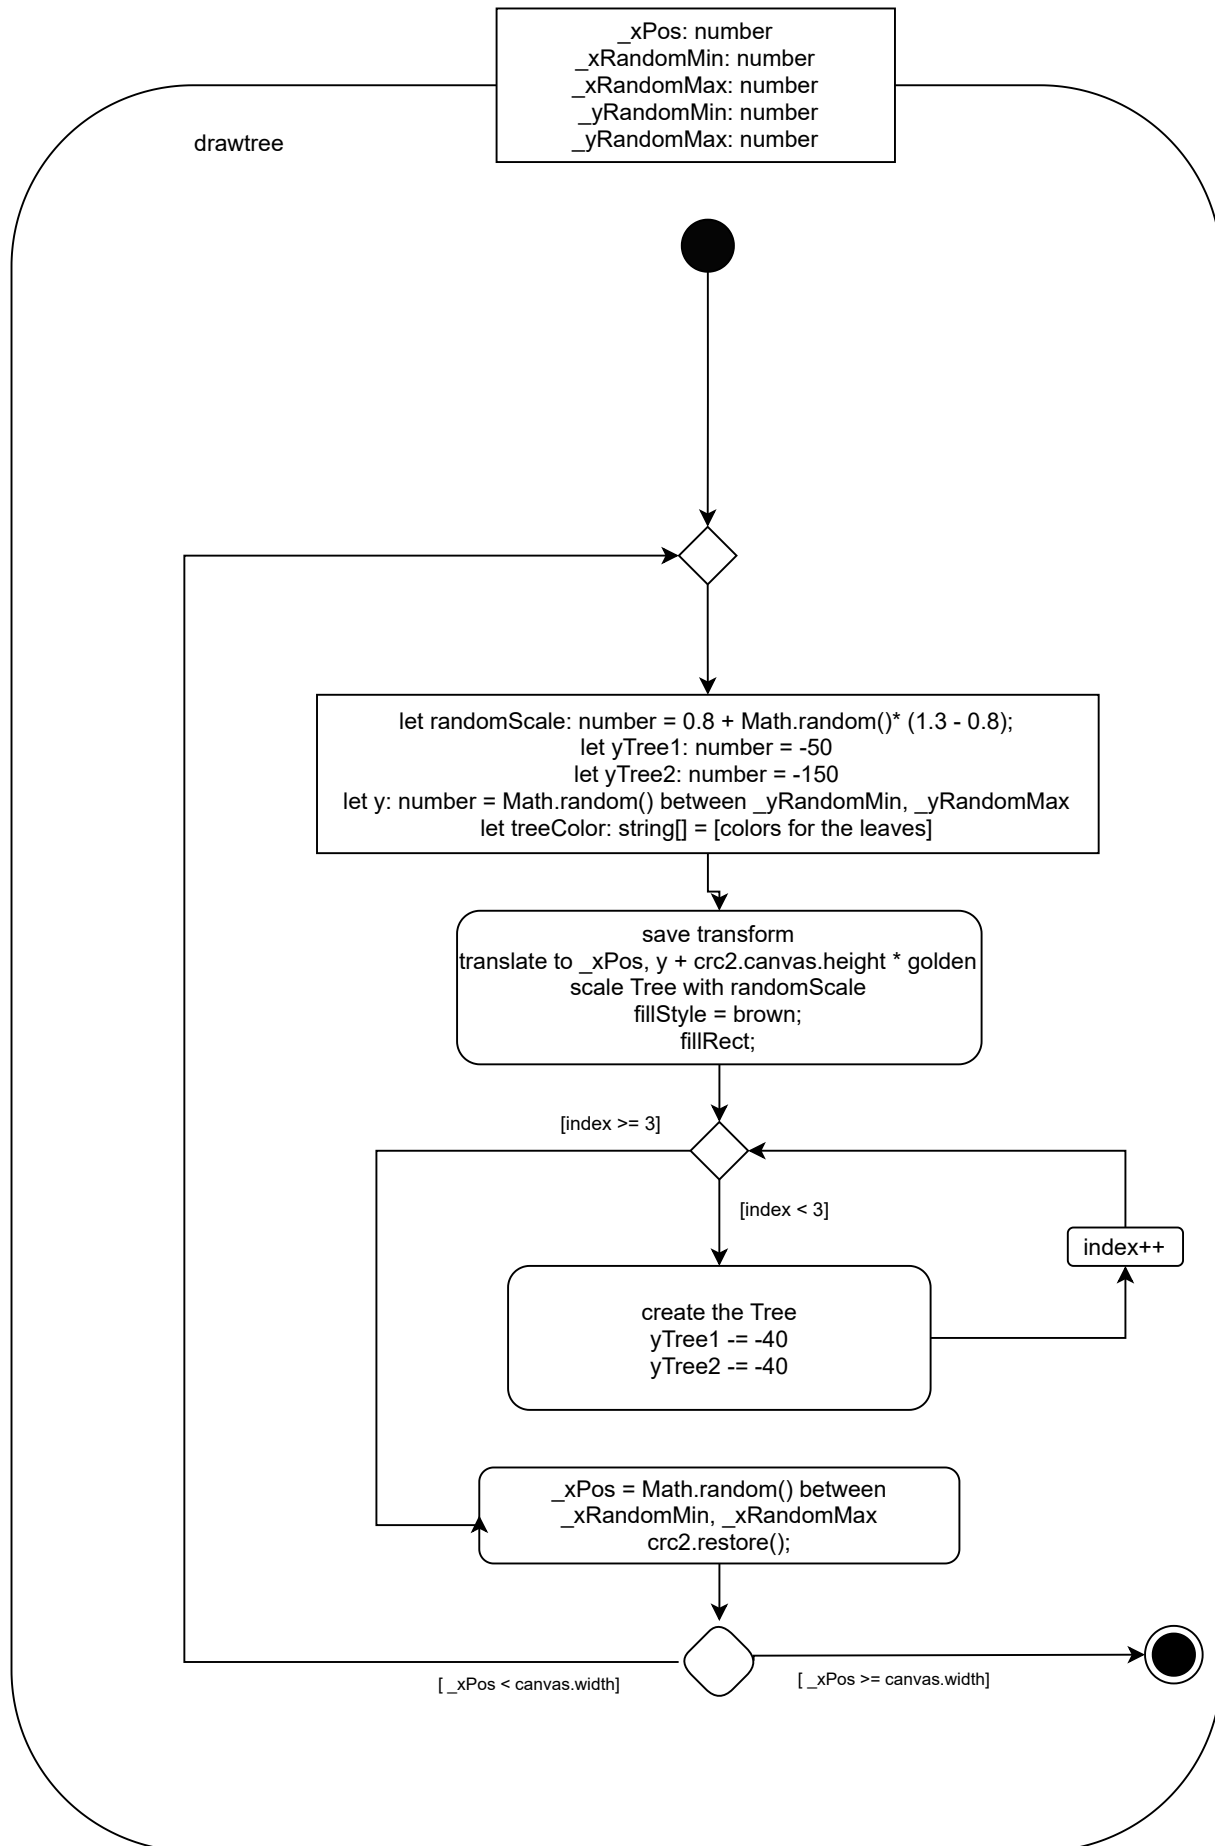 _xPos: number
_xRandomMin: number
_xRandomMax: number
_yRandomMin: number
_yRandomMax: number
drawtree
let randomScale: number = 0.8 + Math.random()* (1.3 - 0.8);
let yTree1: number = -50
let yTree2: number = -150
let y: number = Math.random() between _yRandomMin, _yRandomMax
let treeColor: string[] = [colors for the leaves]
save transform
translate to _xPos, y + crc2.canvas.height * golden
scale Tree with randomScale
fillStyle = brown;
fillRect;
[index >= 3]
[index < 3]
index++
create the Tree
yTree1 -= -40
yTree2 -= -40
_xPos = Math.random() between
_xRandomMin, _xRandomMax
crc2.restore();
[ _xPos < canvas.width]
[ _xPos >= canvas.width]